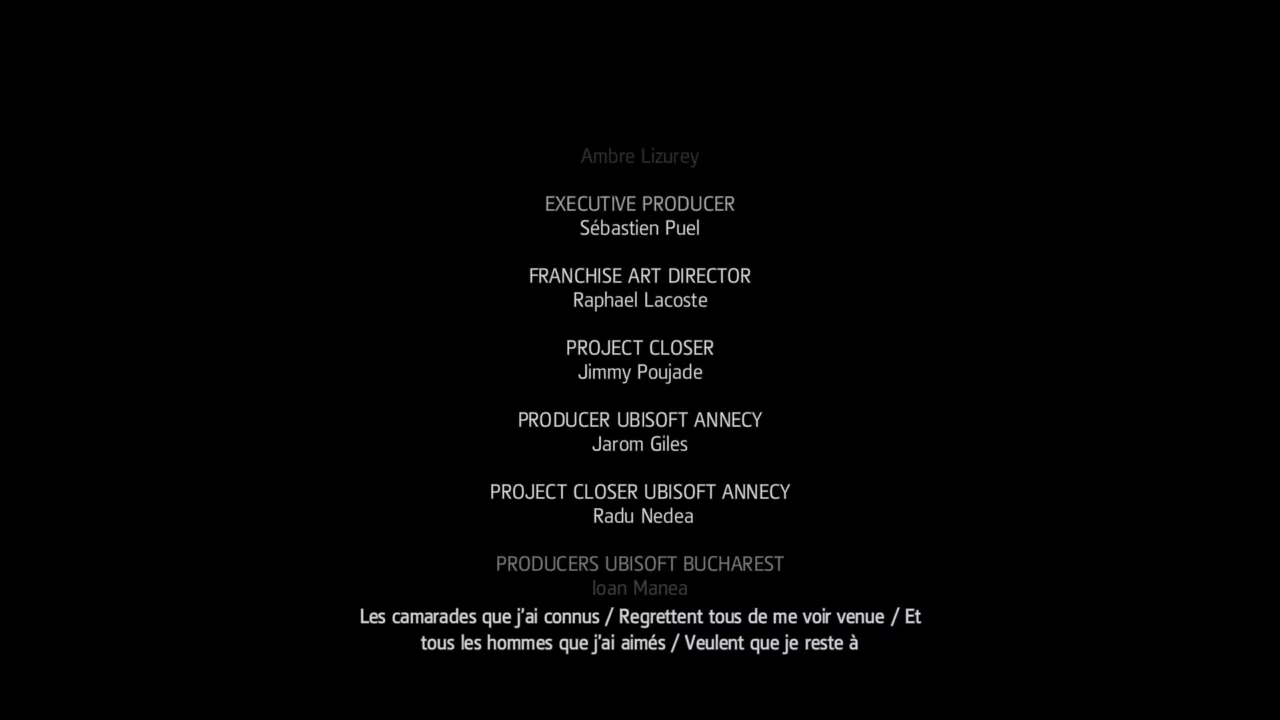 Ambre Lizurey
EXECUTIVE PRODUCER
Sébastien Puel
FRANCHISE ART DIRECTOR
Raphael Lacoste
PROJECT CLOSER
Jimmy Poujade
PRODUCER UBISOFT ANNECY
Jarom Giles
PROJECT CLOSER UBISOFT ANNECY
Radu Nedea
PRODUCERS UBISOFT BUCHAREST
Ioan Manea
Les camarades que j'ai connus / Regrettent tous de me voir venue / Et
tous les hommes que j'ai aimés / Veulent que je reste à